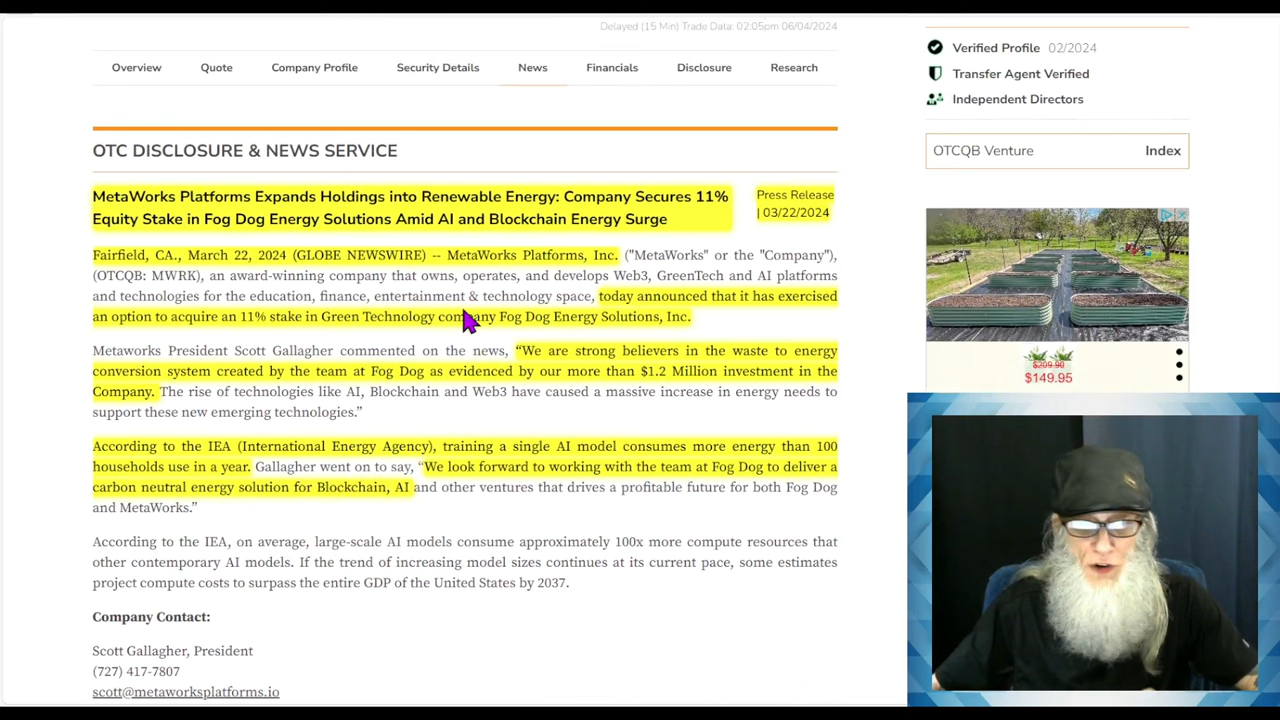 Delayed (15 Min) Trade Data: 02:05pm 06/04/2024
Overview
Quote
Company Profile
Security Details
News
Financials
Disclosure
Research
OTC DISCLOSURE & NEWS SERVICE
MetaWorks Platforms Expands Holdings into Renewable Energy: Company Secures 11%
Equity Stake in Fog Dog Energy Solutions Amid AI and Blockchain Energy Surge
Press Release
| 03/22/2024
Fairfield, CA., March 22, 2024 (GLOBE NEWSWIRE) -- MetaWorks Platforms, Inc. ("MetaWorks" or the "Company"),
(OTCQB: MWRK), an award-winning company that owns, operates, and develops Web3, GreenTech and AI platforms
and technologies for the education, finance, entertainment & technology space, today announced that it has exercised
an option to acquire an 11% stake in Green Technology company Fog Dog Energy Solutions, Inc.
Metaworks President Scott Gallagher commented on the news, “We are strong believers in the waste to energy
conversion system created by the team at Fog Dog as evidenced by our more than $1.2 Million investment in the
Company. The rise of technologies like AI, Blockchain and Web3 have caused a massive increase in energy needs to
support these new emerging technologies.”
According to the IEA (International Energy Agency), training a single AI model consumes more energy than 100
households use in a year. Gallagher went on to say, “We look forward to working with the team at Fog Dog to deliver a
carbon neutral energy solution for Blockchain, AI and other ventures that drives a profitable future for both Fog Dog
and MetaWorks.”
According to the IEA, on average, large-scale AI models consume approximately 100x more compute resources that
other contemporary AI models. If the trend of increasing model sizes continues at its current pace, some estimates
project compute costs to surpass the entire GDP of the United States by 2037.
Company Contact:
Scott Gallagher, President
(727) 417-7807
scott@metaworksplatforms.io
Verified Profile 02/2024
Transfer Agent Verified
Independent Directors
OTCQB Venture
Index
$209.90
$149.95